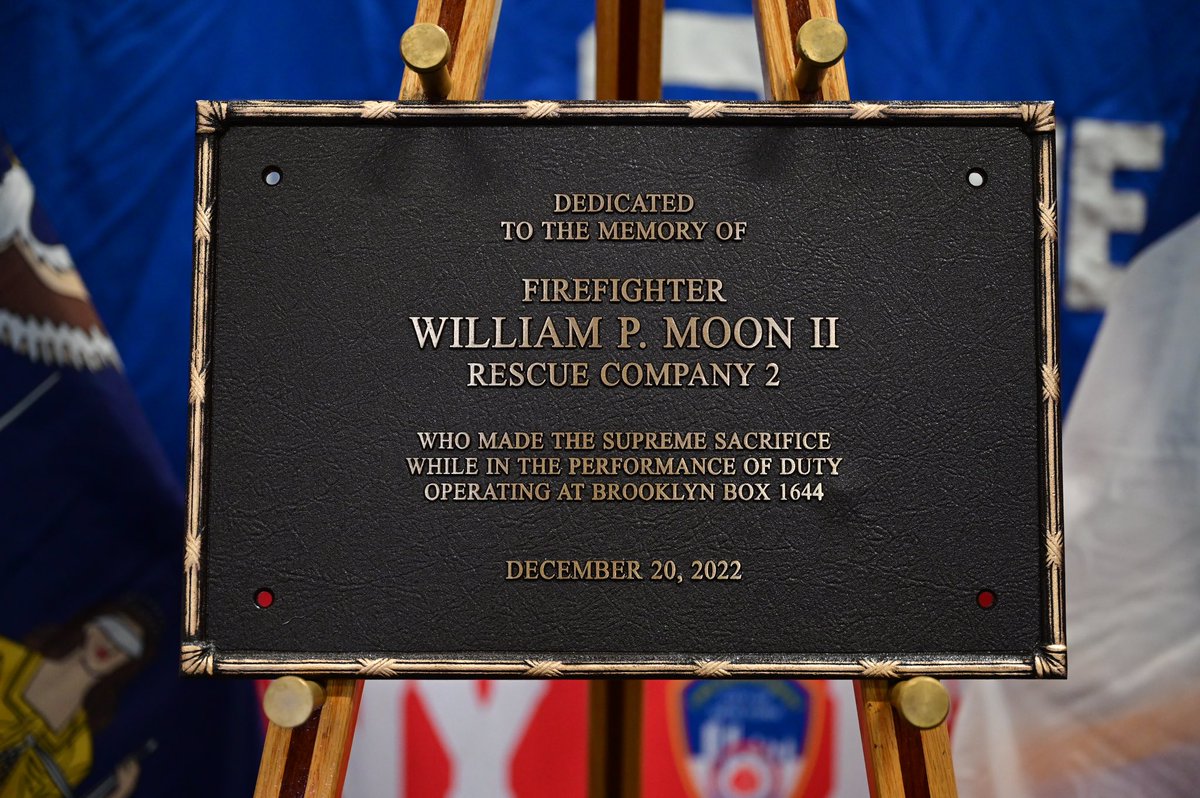 DEDICATED
TO THE MEMORY OF
FIREFIGHTER
WILLIAM P. MOON II
RESCUE COMPANY 2
WHO MADE THE SUPREME SACRIFICE
WHILE IN THE PERFORMANCE OF DUTY
OPERATING AT BROOKLYN BOX 1644
DECEMBER 20, 2022